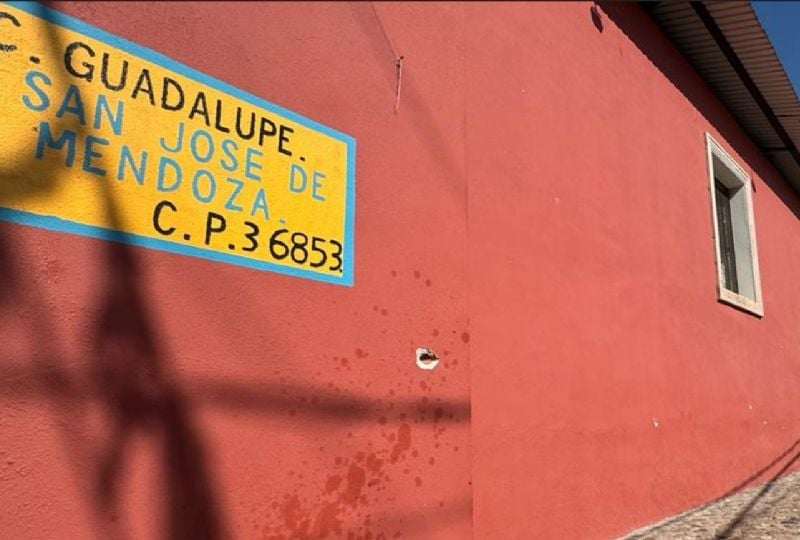 C. GUADALUPE.
SAN JOSE DE
MENDOZA.
C.P.36853.